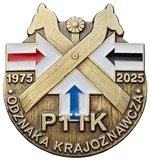 1975 2025
PTTK
• ODZNAKA KRAJOZNAWCZA •